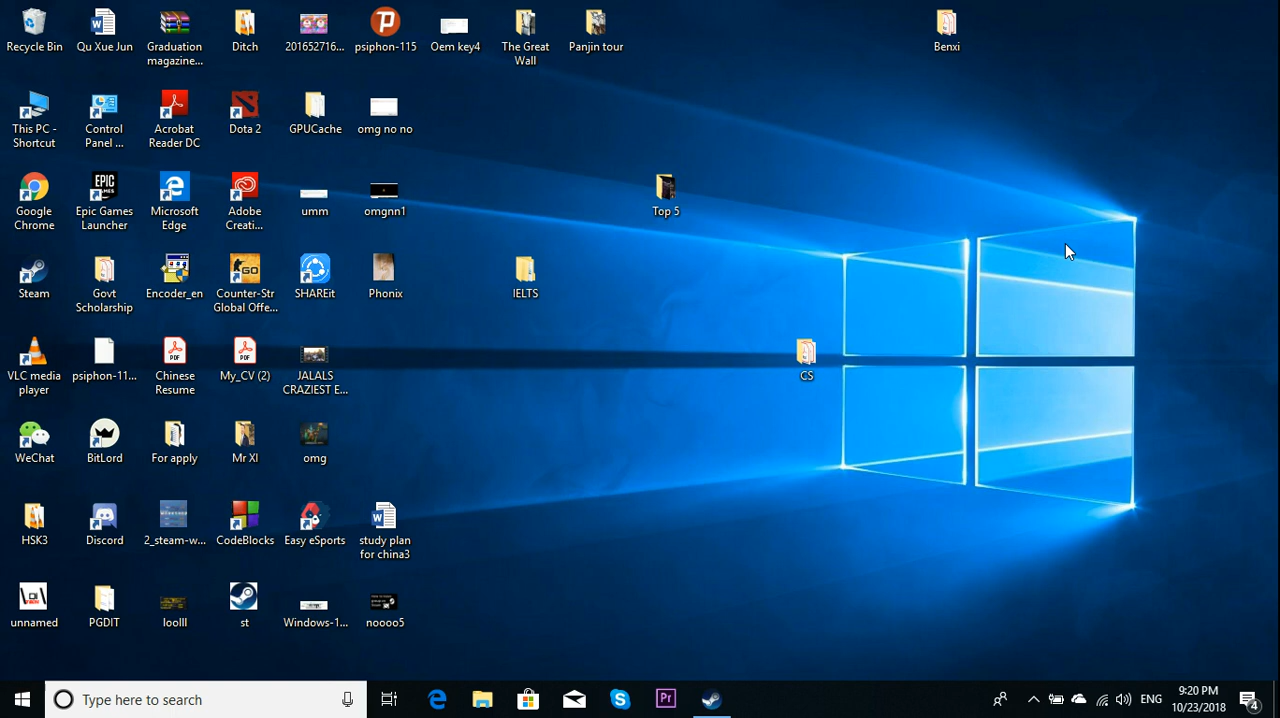 Recycle Bin
Qu Xue Jun
Graduation
magazine...
Ditch
201652716...
psiphon-115
Oem key4
The Great
Wall
Panjin tour
Benxi
This PC -
Shortcut
Control
Panel ...
Acrobat
Reader DC
Dota 2
GPUCache
omg no no
Google
Chrome
Epic Games
Launcher
Microsoft
Edge
Adobe
Creati...
umm
omgnn1
Top 5
Steam
Govt
Scholarship
Encoder_en
Counter-Str
Global Offe...
SHAREit
Phonix
IELTS
VLC media
player
psiphon-11...
Chinese
Resume
My_CV (2)
JALALS
CRAZIEST E...
CS
WeChat
BitLord
For apply
Mr XI
omg
HSK3
Discord
2_steam-w...
CodeBlocks
Easy eSports
study plan
for china3
unnamed
PGDIT
st
Windows-1...
noooo5
Type here to search
ENG
9:20 PM
10/23/2018
4